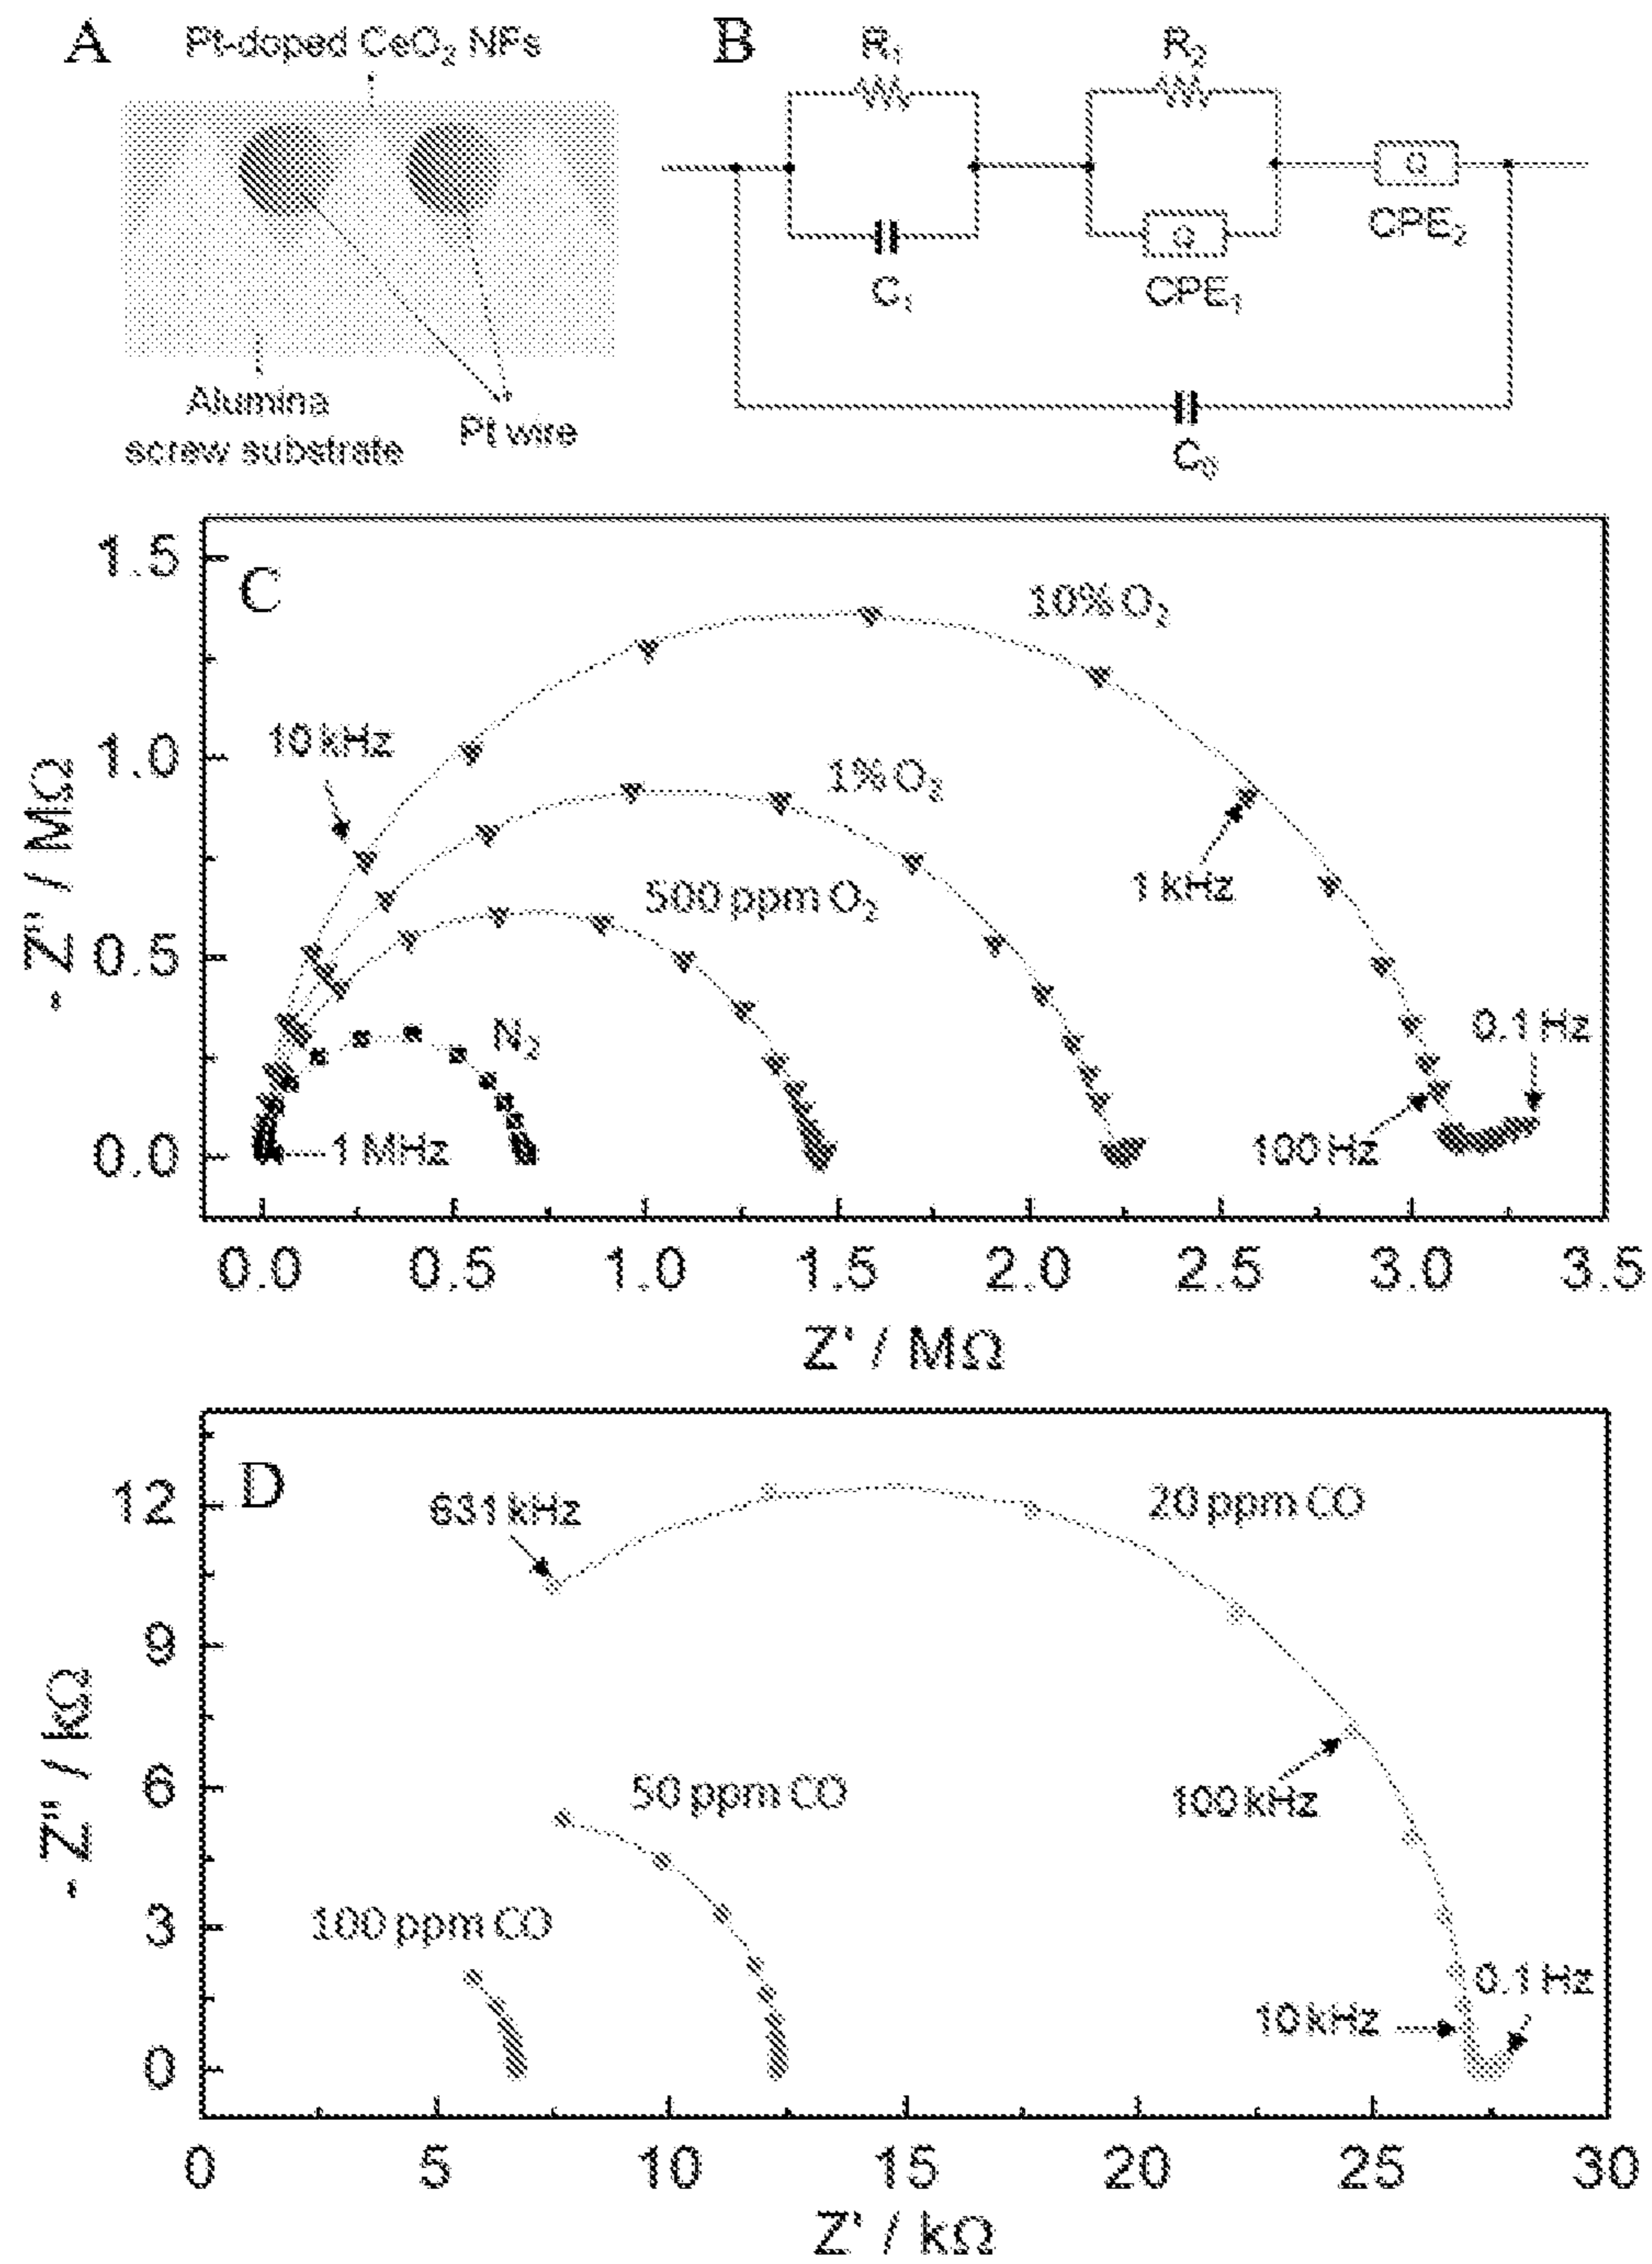 A
Pt-doped CeO₂ NFs
Alumina
screw substrate
Pt wire
B
R₁
R₂
C₁
Q
CPE₁
Q
CPE₂
C₀
C
1.5
1.0
0.5
0.0
- Z'' / MΩ
10% O₂
10 kHz
1% O₂
500 ppm O₂
1 kHz
N₂
0.1 Hz
1 MHz
100 Hz
0.0 0.5 1.0 1.5 2.0 2.5 3.0 3.5
Z' / MΩ
D
12
9
6
3
0
- Z'' / kΩ
631 kHz
20 ppm CO
50 ppm CO
100 kHz
100 ppm CO
0.1 Hz
10 kHz
0 5 10 15 20 25 30
Z' / kΩ